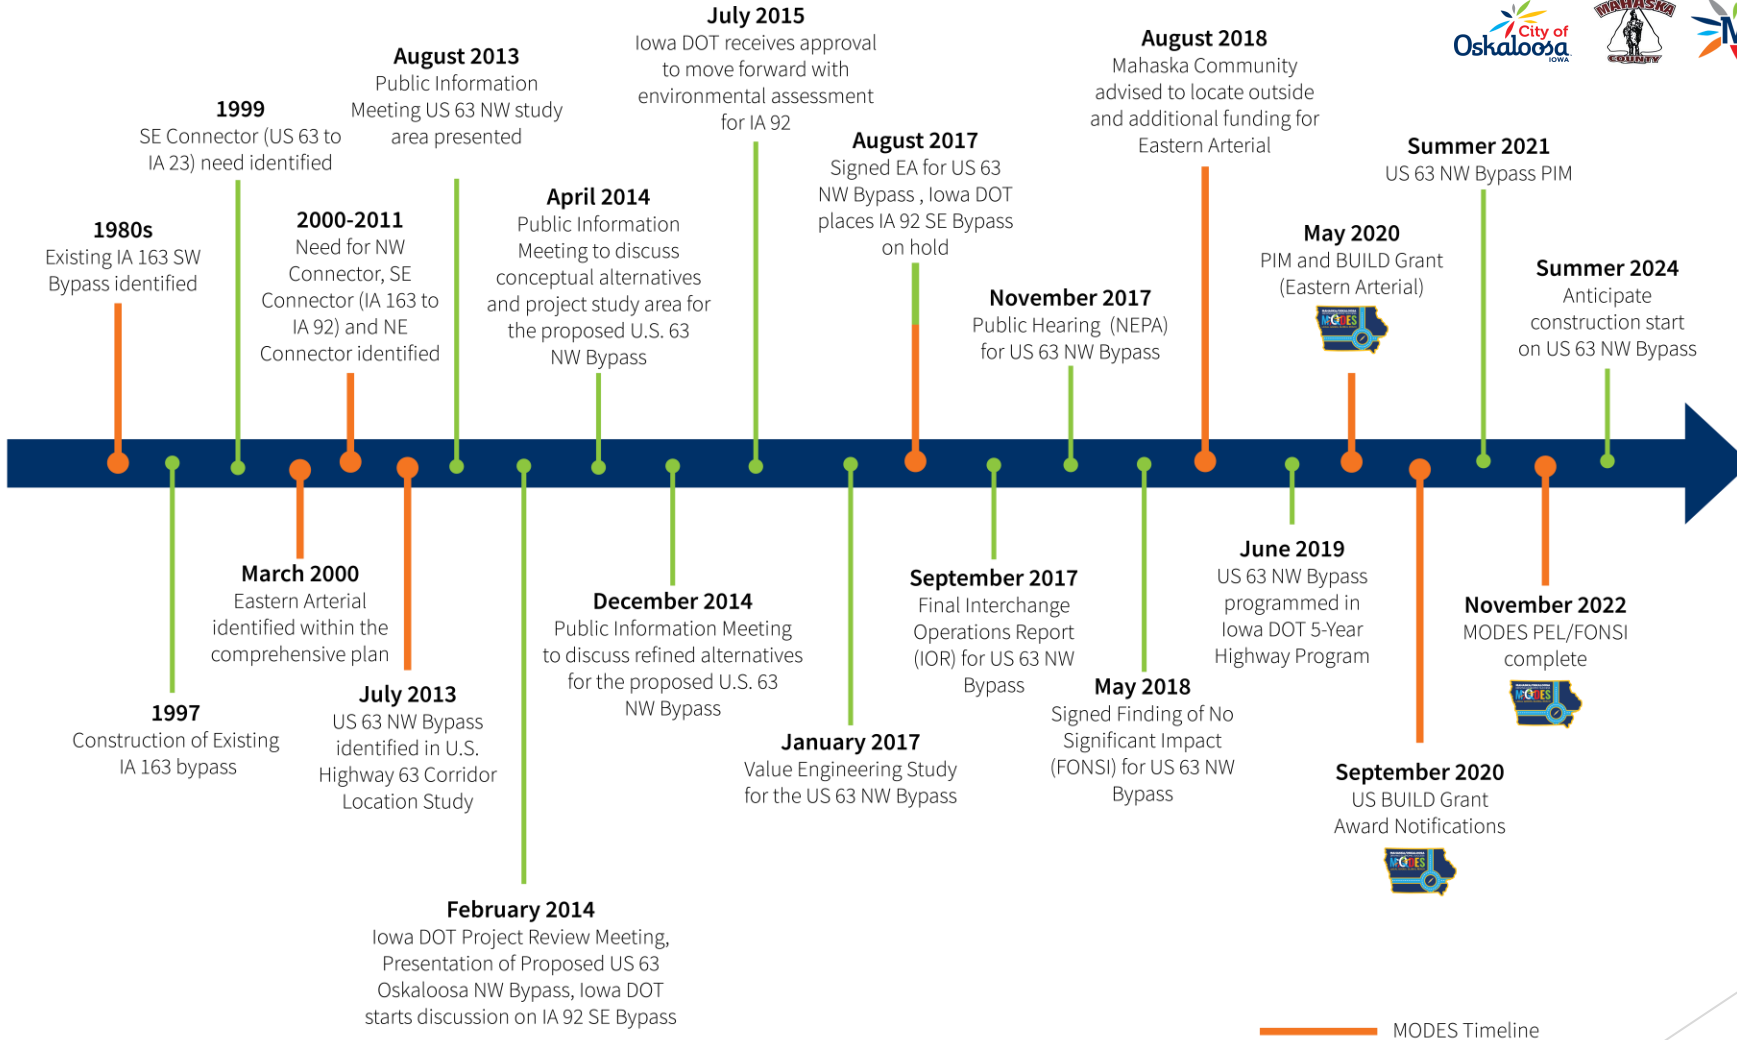 City of
Oskaloosa
IOWA
MAHASKA
COUNTY
1980s
Existing IA 163 SW
Bypass identified
1997
Construction of Existing
IA 163 bypass
1999
SE Connector (US 63 to
IA 23) need identified
March 2000
Eastern Arterial
identified within the
comprehensive plan
2000-2011
Need for NW
Connector, SE
Connector (IA 163 to
IA 92) and NE
Connector identified
July 2013
US 63 NW Bypass
identified in U.S.
Highway 63 Corridor
Location Study
August 2013
Public Information
Meeting US 63 NW study
area presented
February 2014
Iowa DOT Project Review Meeting,
Presentation of Proposed US 63
Oskaloosa NW Bypass, Iowa DOT
starts discussion on IA 92 SE Bypass
April 2014
Public Information
Meeting to discuss
conceptual alternatives
and project study area for
the proposed U.S. 63
NW Bypass
December 2014
Public Information Meeting
to discuss refined alternatives
for the proposed U.S. 63
NW Bypass
July 2015
Iowa DOT receives approval
to move forward with
environmental assessment
for IA 92
January 2017
Value Engineering Study
for the US 63 NW Bypass
August 2017
Signed EA for US 63
NW Bypass , Iowa DOT
places IA 92 SE Bypass
on hold
September 2017
Final Interchange
Operations Report
(IOR) for US 63 NW
Bypass
November 2017
Public Hearing (NEPA)
for US 63 NW Bypass
May 2018
Signed Finding of No
Significant Impact
(FONSI) for US 63 NW
Bypass
August 2018
Mahaska Community
advised to locate outside
and additional funding for
Eastern Arterial
June 2019
US 63 NW Bypass
programmed in
Iowa DOT 5-Year
Highway Program
May 2020
PIM and BUILD Grant
(Eastern Arterial)
MODES
September 2020
US BUILD Grant
Award Notifications
MODES
Summer 2021
US 63 NW Bypass PIM
November 2022
MODES PEL/FONSI
complete
MODES
Summer 2024
Anticipate
construction start
on US 63 NW Bypass
MODES Timeline